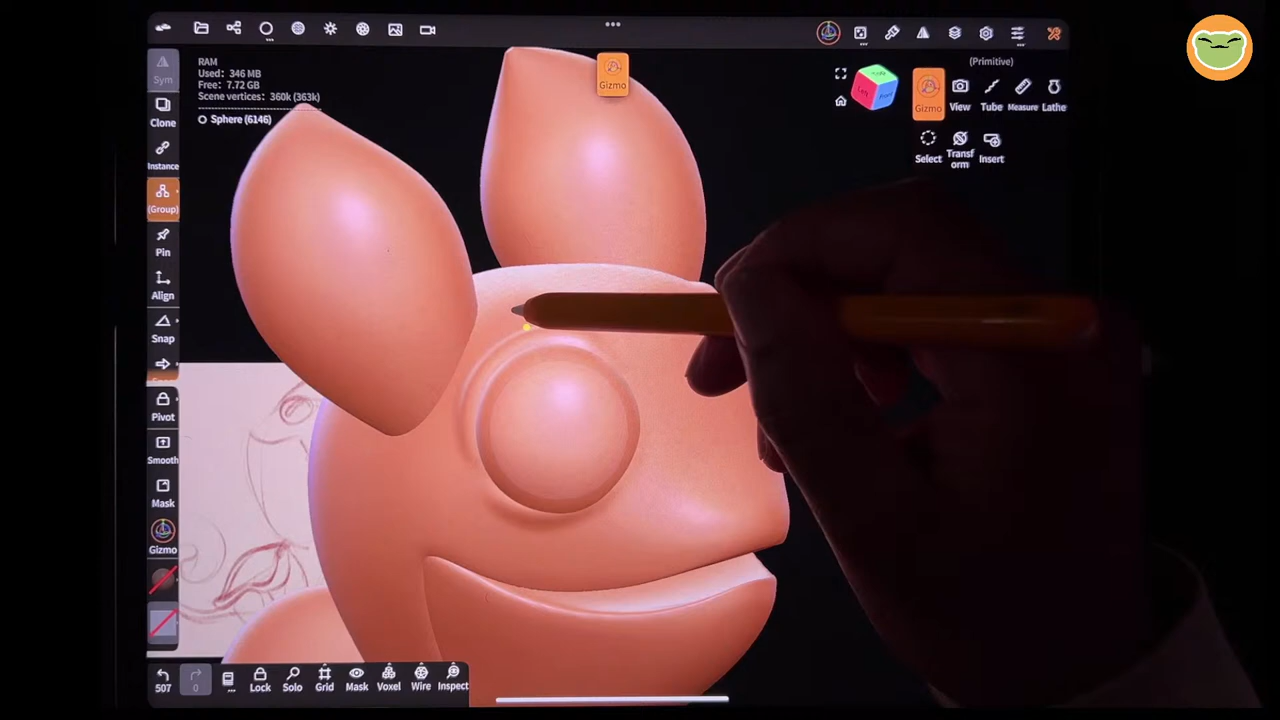 RAM
Used: 346 MB
Free: 7.72 GB
Scene vertices: 360k (363k)
Sphere (6146)
Gizmo
(Primitive)
Gizmo
View
Tube
Measure
Lathe
Select
Transf
orm
Insert
Left
Front
Sym
Clone
Instance
(Group)
Pin
Align
Snap
Pivot
Smooth
Mask
Gizmo
507
0
Lock
Solo
Grid
Mask
Voxel
Wire
Inspect